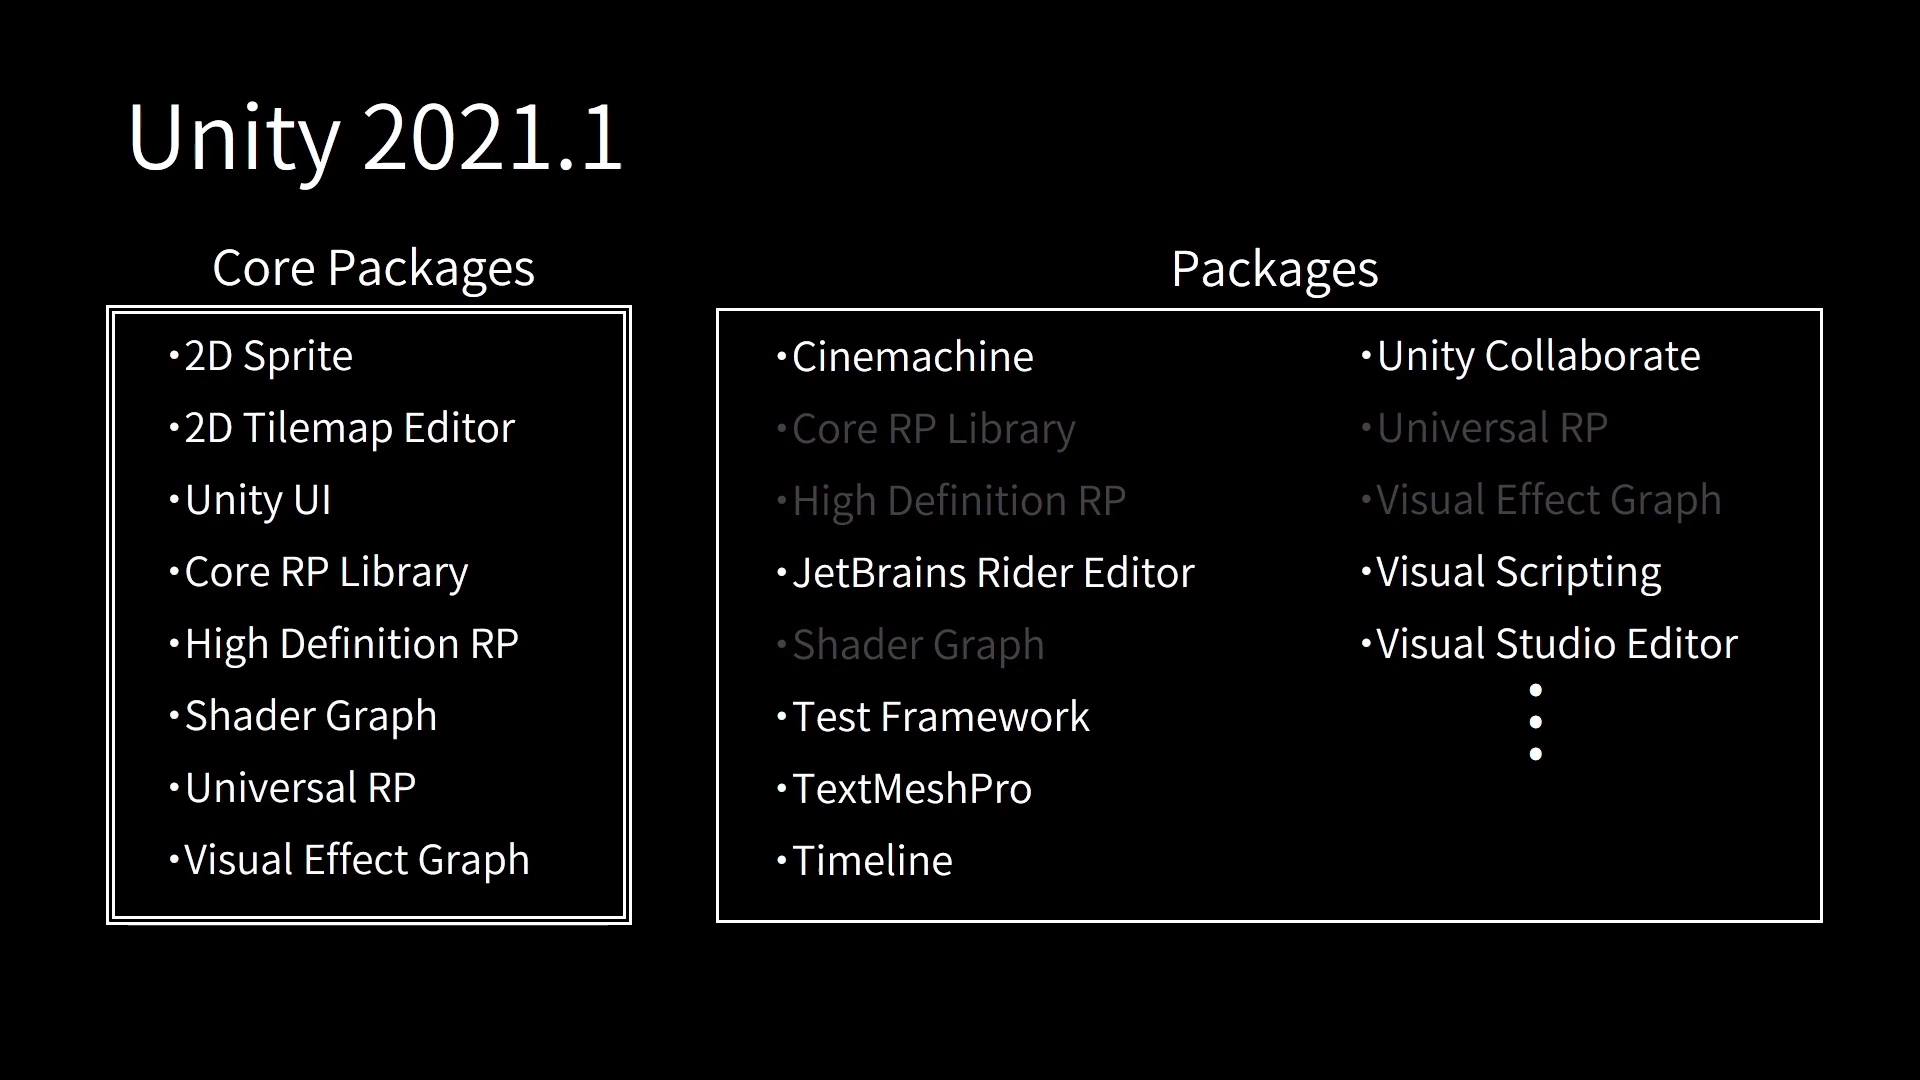 Unity 2021.1
Core Packages
・2D Sprite
・2D Tilemap Editor
・Unity UI
・Core RP Library
・High Definition RP
・Shader Graph
・Universal RP
・Visual Effect Graph
Packages
・Cinemachine
・Core RP Library
・High Definition RP
・JetBrains Rider Editor
・Shader Graph
・Test Framework
・TextMeshPro
・Timeline
・Unity Collaborate
・Universal RP
・Visual Effect Graph
・Visual Scripting
・Visual Studio Editor